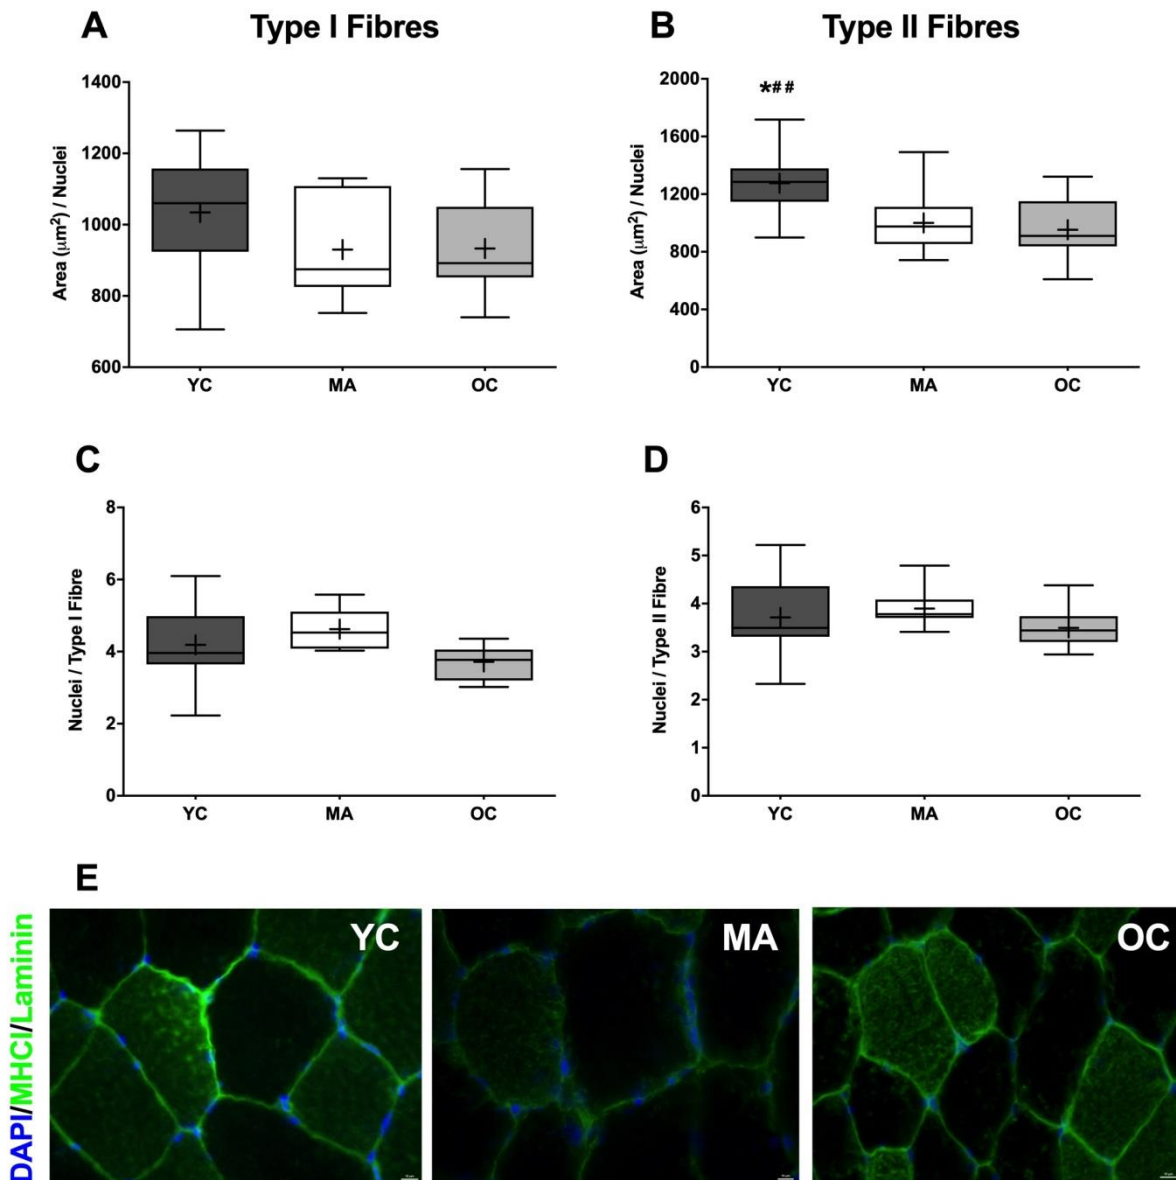 A
Type I Fibres
Area (μm²) / Nuclei
1400
1200
1000
800
600
YC
MA
OC
B
Type II Fibres
Area (μm²) / Nuclei
2000
1600
1200
800
400
0
*##
YC
MA
OC
C
Nuclei / Type I Fibre
8
6
4
2
0
YC
MA
OC
D
Nuclei / Type II Fibre
6
5
4
3
2
1
0
YC
MA
OC
E
DAPI/MHCI/Laminin
YC
MA
OC